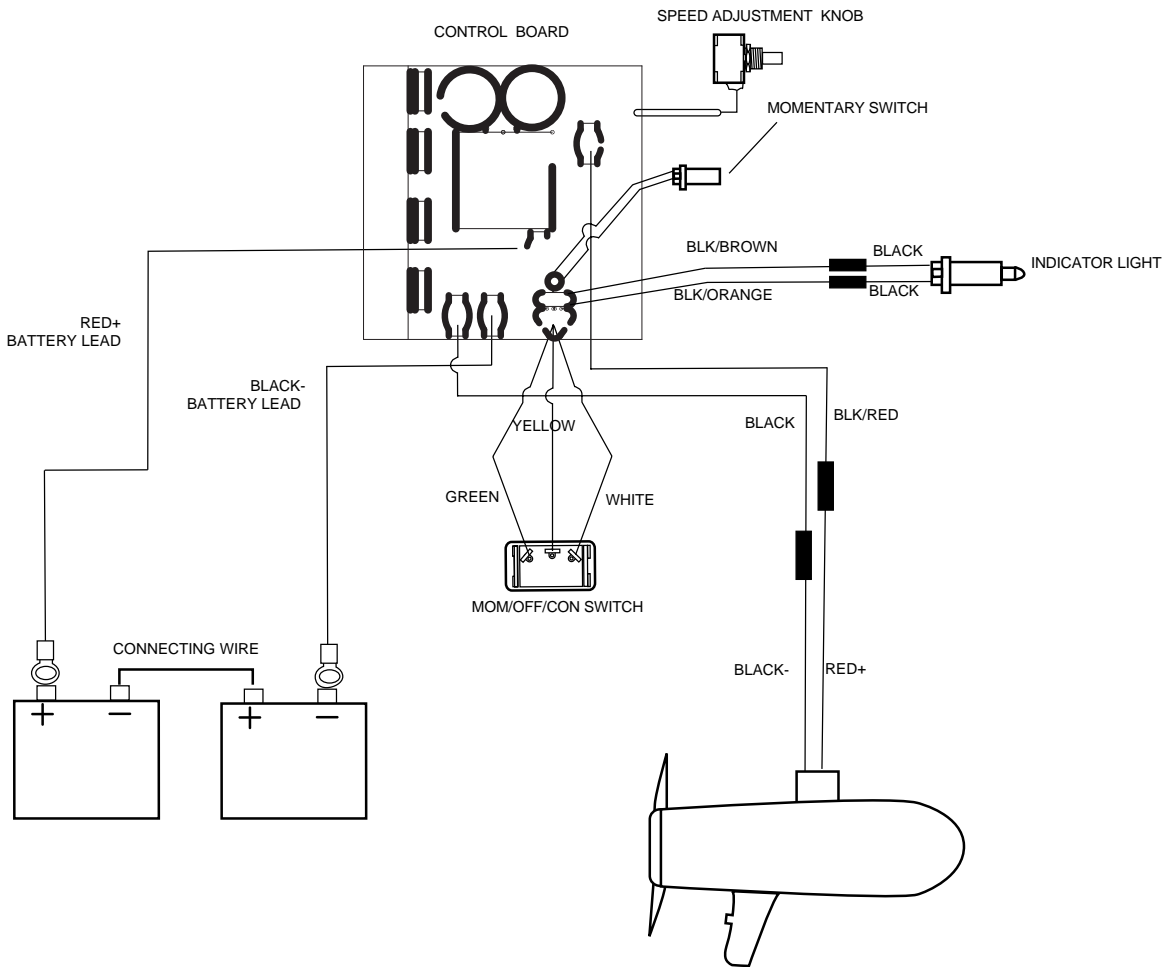 SPEED ADJUSTMENT KNOB
CONTROL BOARD
MOMENTARY SWITCH
BLK/BROWN
BLACK
INDICATOR LIGHT
BLK/ORANGE
BLACK
RED+
BATTERY LEAD
BLACK-
BATTERY LEAD
YELLOW
BLACK
BLK/RED
GREEN
WHITE
MOM/OFF/CON SWITCH
CONNECTING WIRE
BLACK-
RED+
+
−
+
−